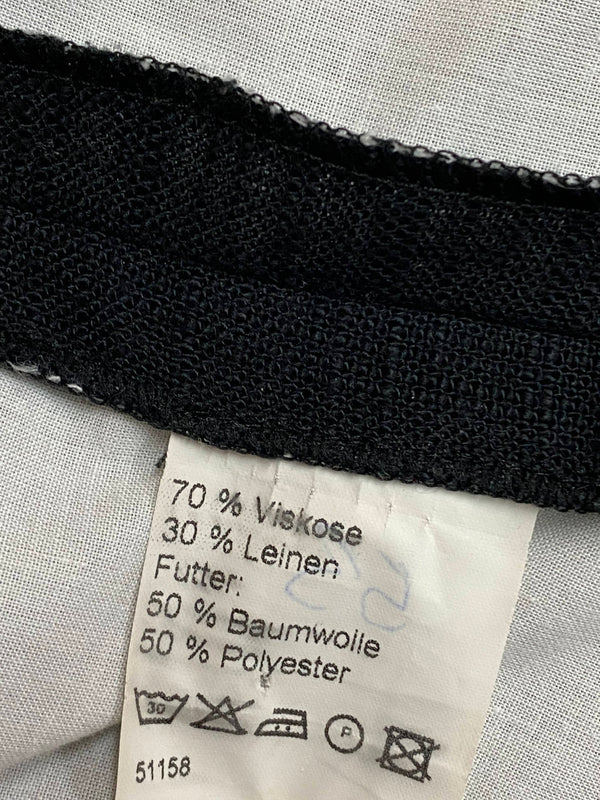 70 % Viskose
30 % Leinen
Futter:
50 % Baumwolle
50 % Polyester
30
P
51158